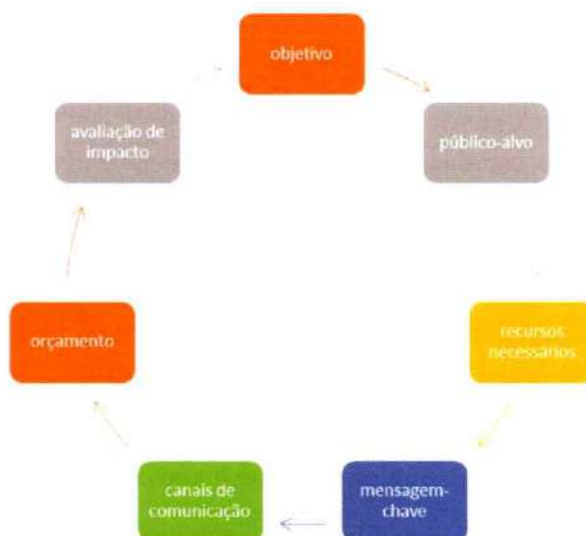 objetivo
público-alvo
recursos
necessários
mensagem-
chave
canais de
comunicação
orçamento
avaliação de
impacto